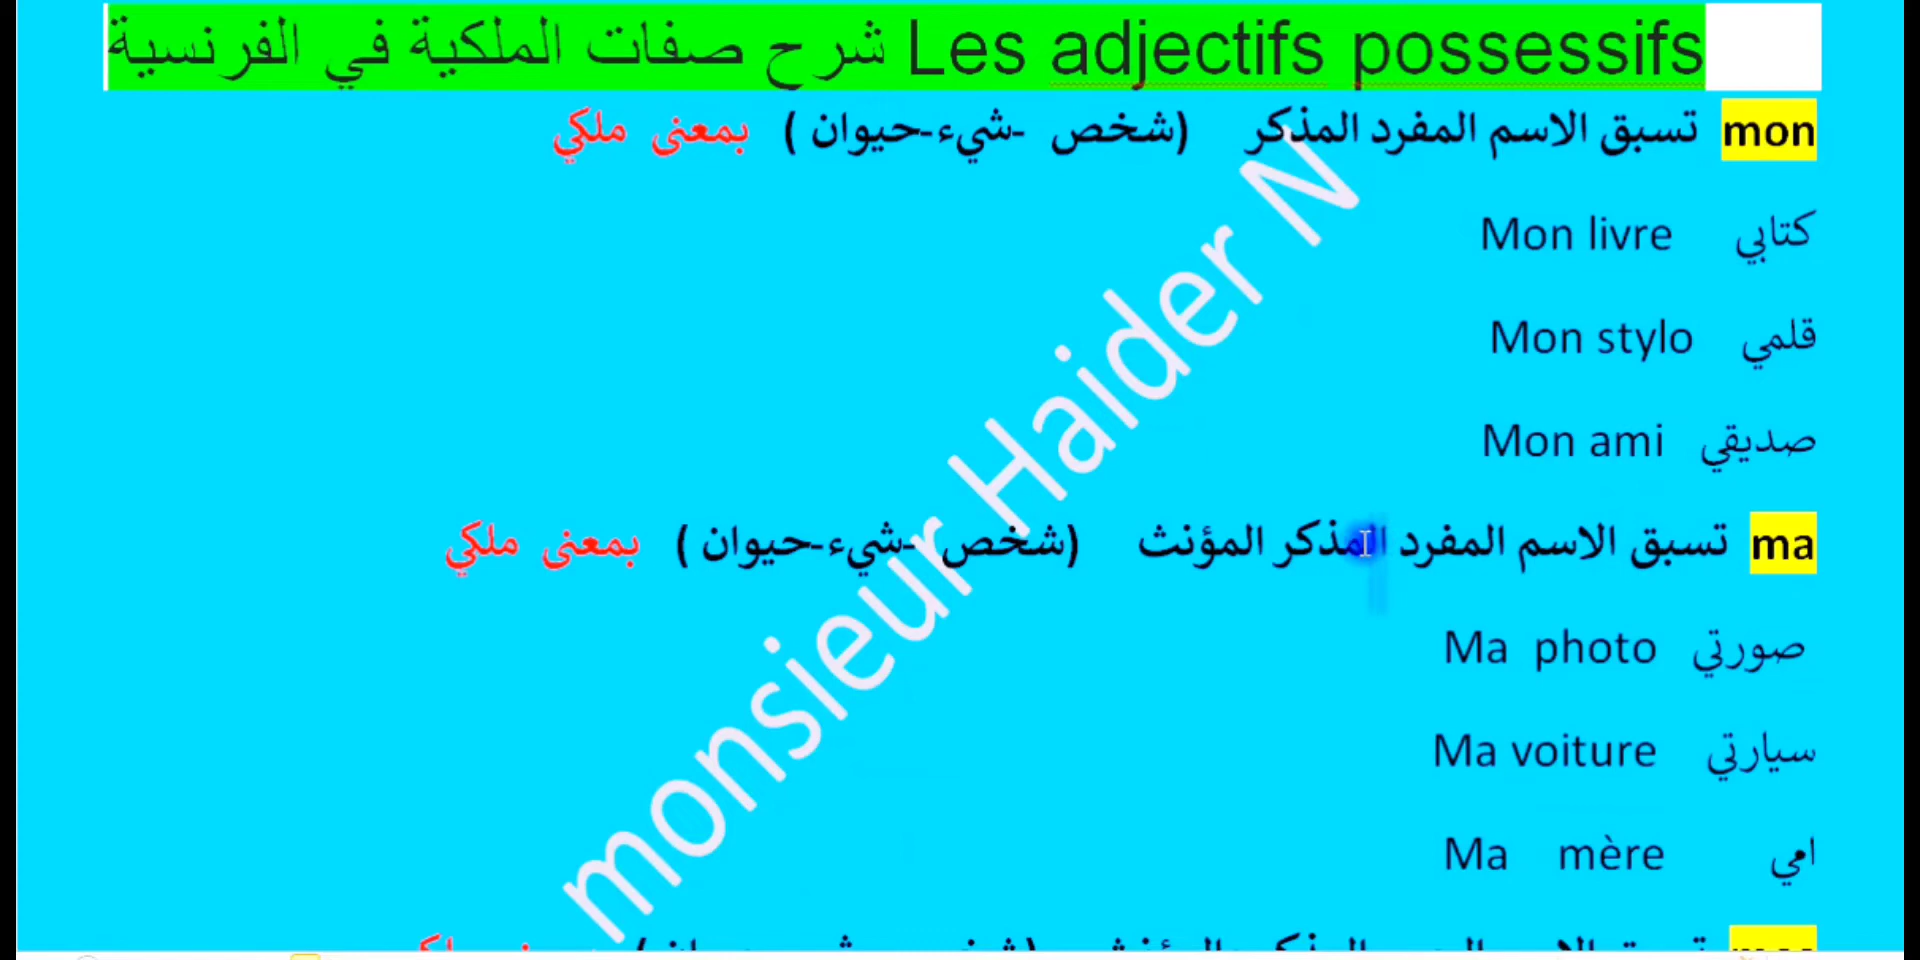 شرح صفات الملكية في الفرنسية Les adjectifs possessifs
mon تسبق الاسم المفرد المذكر (شخص -شيء-حيوان ) بمعنى ملكي
Mon livre كتابي
Mon stylo قلمي
Mon ami صديقي
ma تسبق الاسم المفرد المذكر المؤنث (شخص -شيء-حيوان ) بمعنى ملكي
Ma photo صورتي
Ma voiture سيارتي
Ma mère امي
monsieur Haider N